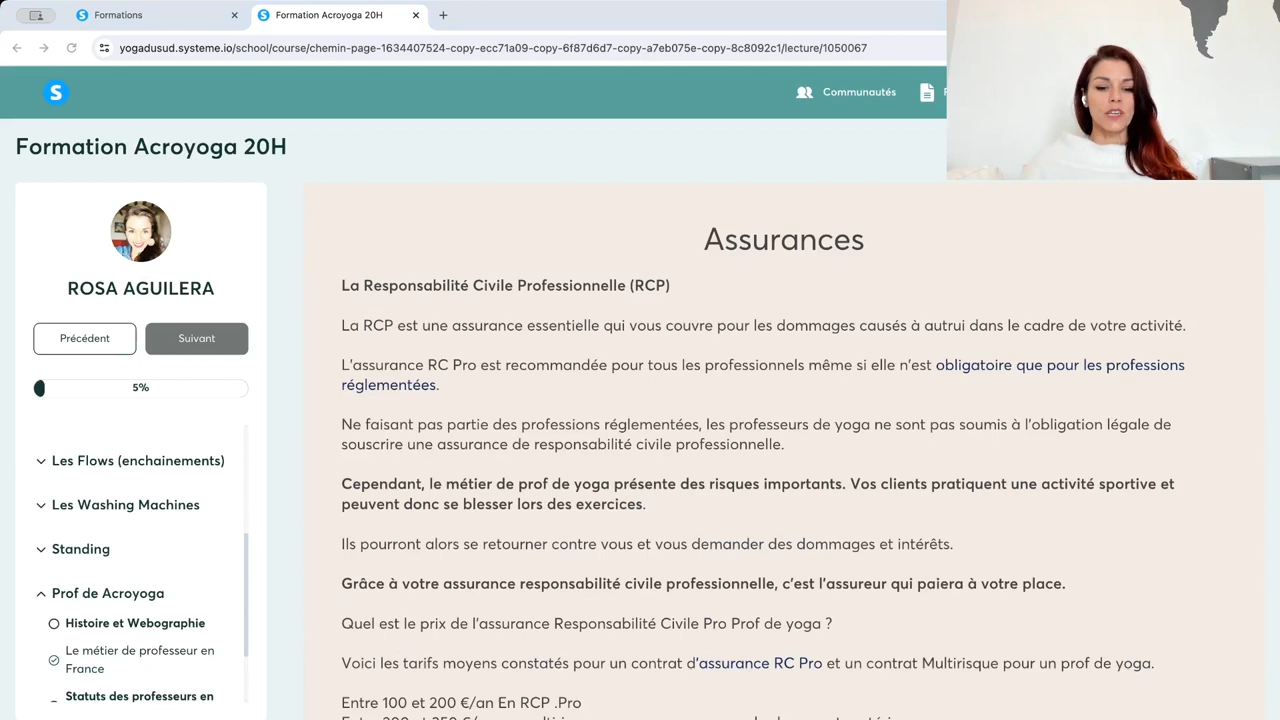 Formations
Formation Acroyoga 20H
yogadusud.systeme.io/school/course/chemin-page-1634407524-copy-ecc71a09-copy-6f87d6d7-copy-a7eb075e-copy-8c8092c1/lecture/1050067
S
Communautés
Formation Acroyoga 20H
ROSA AGUILERA
Précédent
Suivant
5%
Les Flows (enchainements)
Les Washing Machines
Standing
Prof de Acroyoga
Histoire et Webographie
Le métier de professeur en
France
Statuts des professeurs en
Assurances
La Responsabilité Civile Professionnelle (RCP)
La RCP est une assurance essentielle qui vous couvre pour les dommages causés à autrui dans le cadre de votre activité.
L'assurance RC Pro est recommandée pour tous les professionnels même si elle n'est obligatoire que pour les professions
réglementées.
Ne faisant pas partie des professions réglementées, les professeurs de yoga ne sont pas soumis à l'obligation légale de
souscrire une assurance de responsabilité civile professionnelle.
Cependant, le métier de prof de yoga présente des risques importants. Vos clients pratiquent une activité sportive et
peuvent donc se blesser lors des exercices.
Ils pourront alors se retourner contre vous et vous demander des dommages et intérêts.
Grâce à votre assurance responsabilité civile professionnelle, c'est l'assureur qui paiera à votre place.
Quel est le prix de l'assurance Responsabilité Civile Pro Prof de yoga ?
Voici les tarifs moyens constatés pour un contrat d'assurance RC Pro et un contrat Multirisque pour un prof de yoga.
Entre 100 et 200 €/an En RCP .Pro